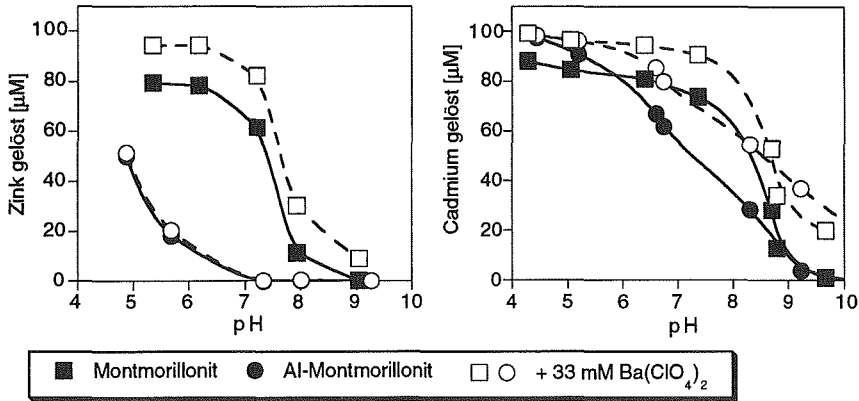 Zink gelöst [µM]
100
80
60
40
20
0
4 5 6 7 8 9 10
pH
Cadmium gelöst [µM]
100
80
60
40
20
0
4 5 6 7 8 9 10
pH
Montmorillonit Al-Montmorillonit + 33 mM Ba(ClO4)2